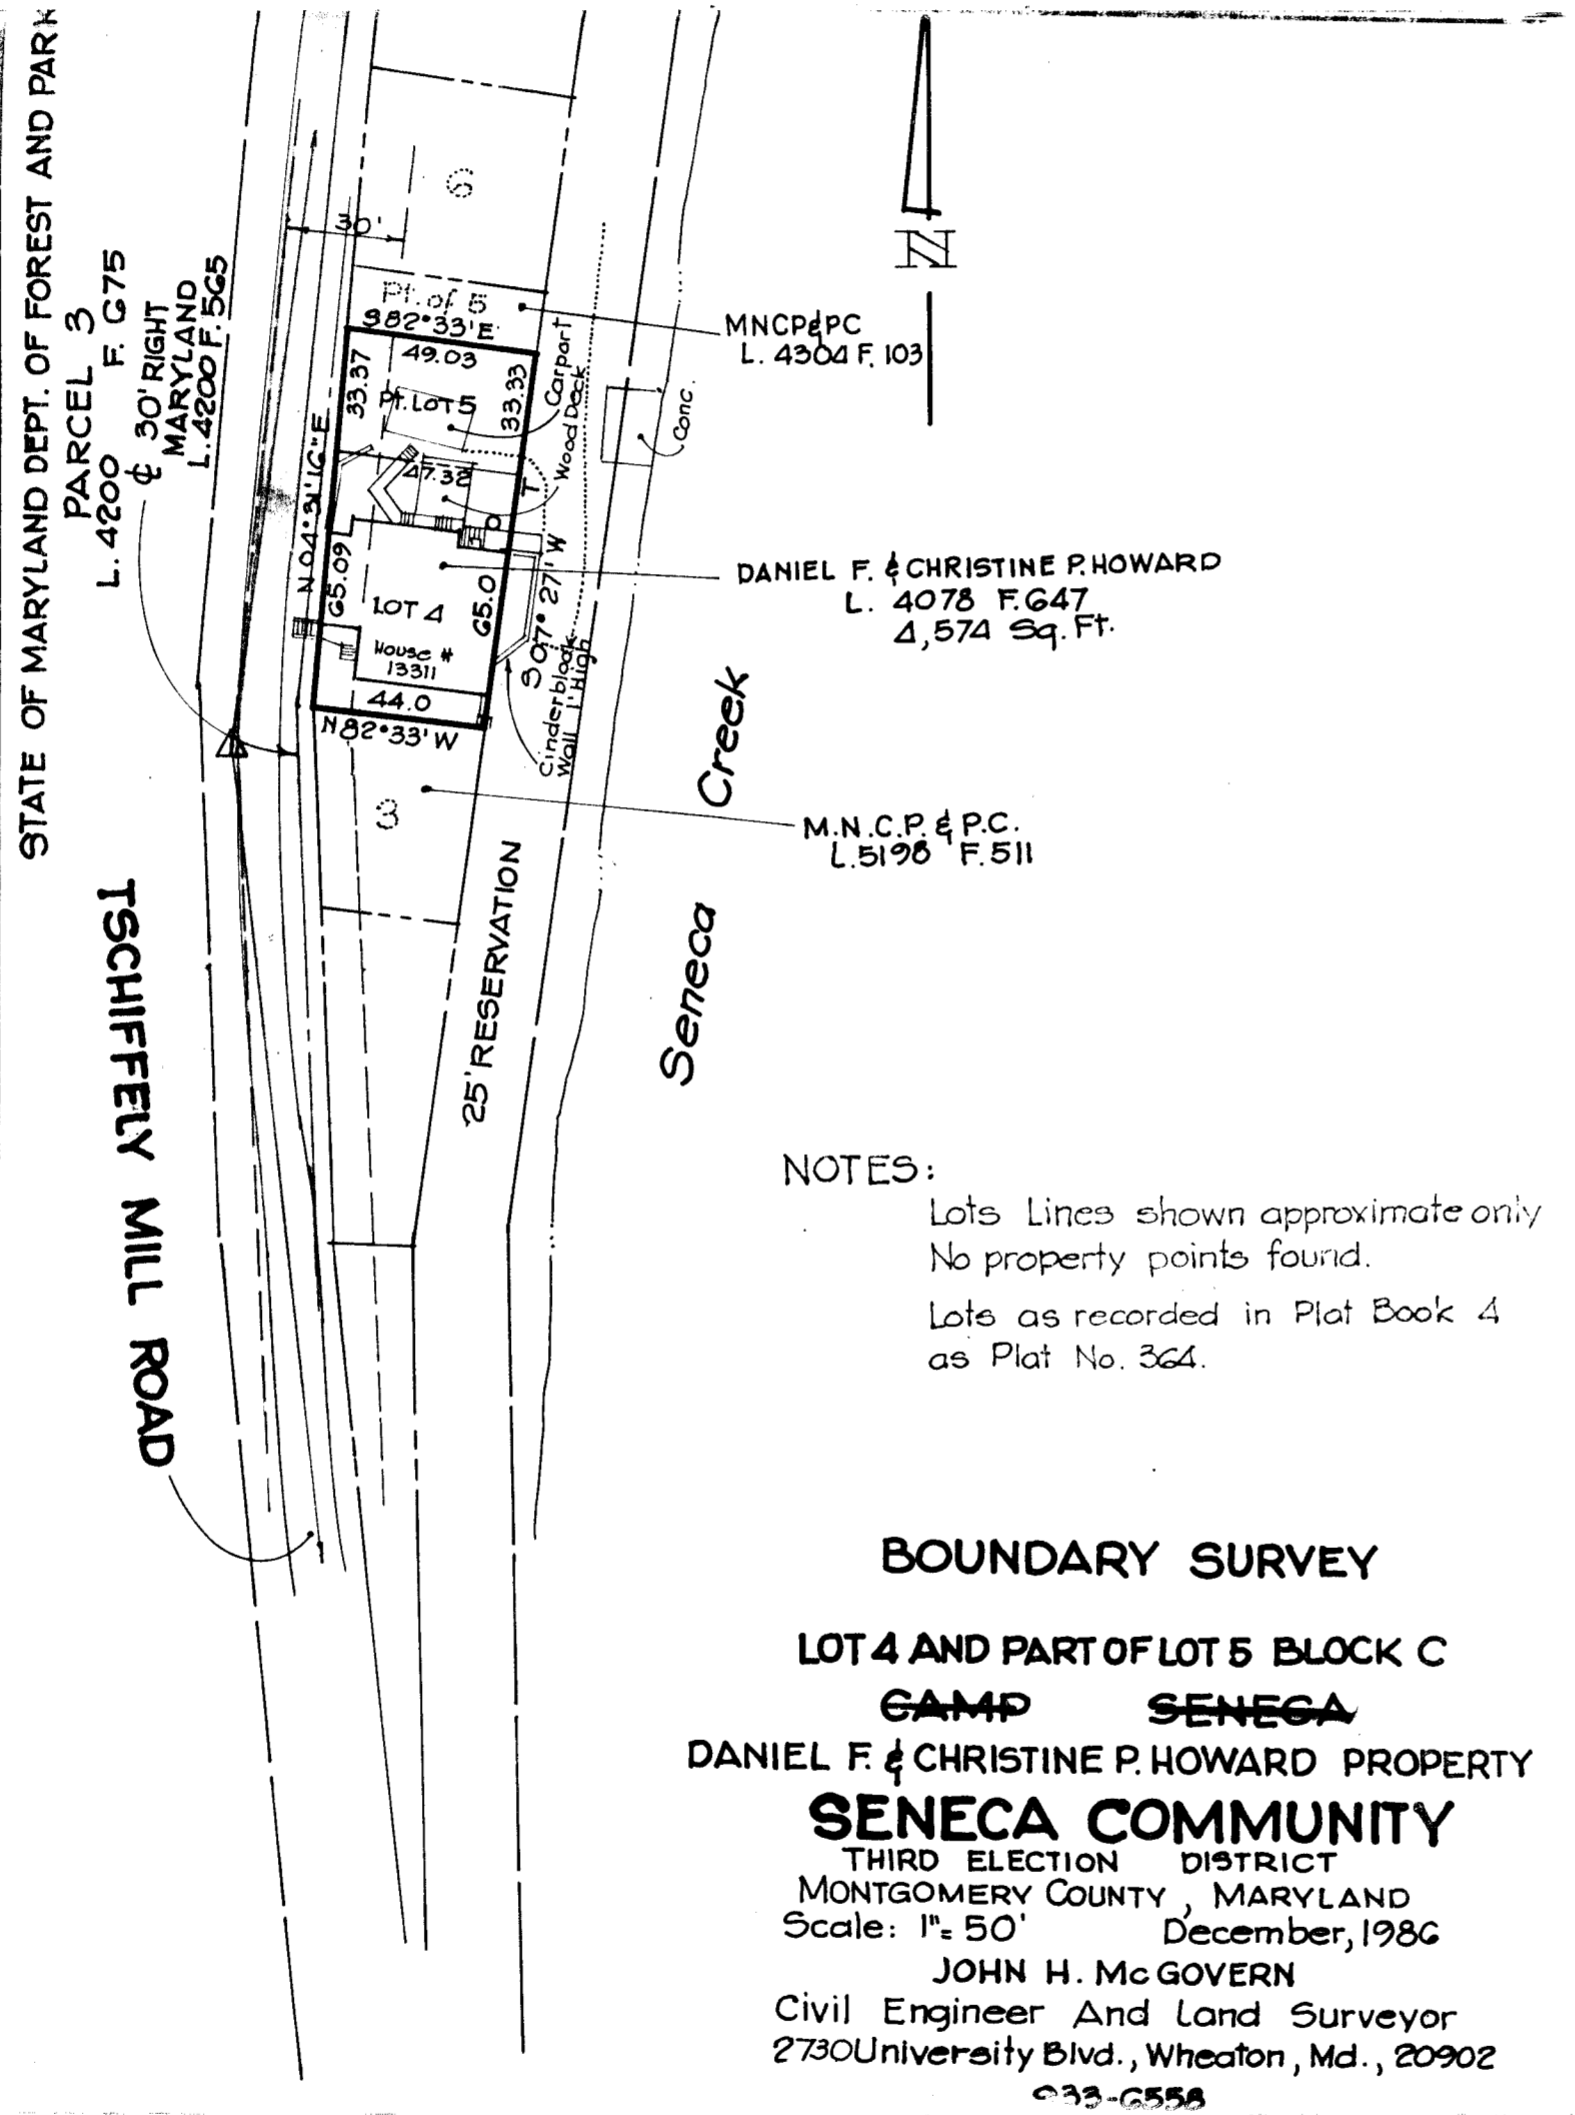 STATE OF MARYLAND DEPT. OF FOREST AND PARK
PARCEL 3
L. 4200 F. 675
℄ 30' RIGHT
MARYLAND
L. 4200 F. 565
6
30'
Pt. of 5
S82°33'E
49.03
33.37
Pt. LOT 5
33.33
Carport
Wood Deck
Conc.
MNCP&PC
L. 4304 F. 103
N
N 04°31'16"E
47.32
65.09
LOT 4
65.0
S 07° 27' W
House #
13311
44.0
N 82°33' W
Cinderblock
Wall 1' High
DANIEL F. & CHRISTINE P. HOWARD
L. 4078 F. 647
4,574 Sq. Ft.
3
M.N.C.P. & P.C.
L. 5198 F. 511
Seneca Creek
25' RESERVATION
TSCHIFFELY MILL ROAD
NOTES:
Lots Lines shown approximate only
No property points found.
Lots as recorded in Plat Book 4
as Plat No. 364.
BOUNDARY SURVEY
LOT 4 AND PART OF LOT 5 BLOCK C
CAMP SENECA
DANIEL F. & CHRISTINE P. HOWARD PROPERTY
SENECA COMMUNITY
THIRD ELECTION DISTRICT
MONTGOMERY COUNTY, MARYLAND
Scale: 1"= 50' December, 1986
JOHN H. McGOVERN
Civil Engineer And Land Surveyor
2730 University Blvd., Wheaton, Md., 20902
933-6558